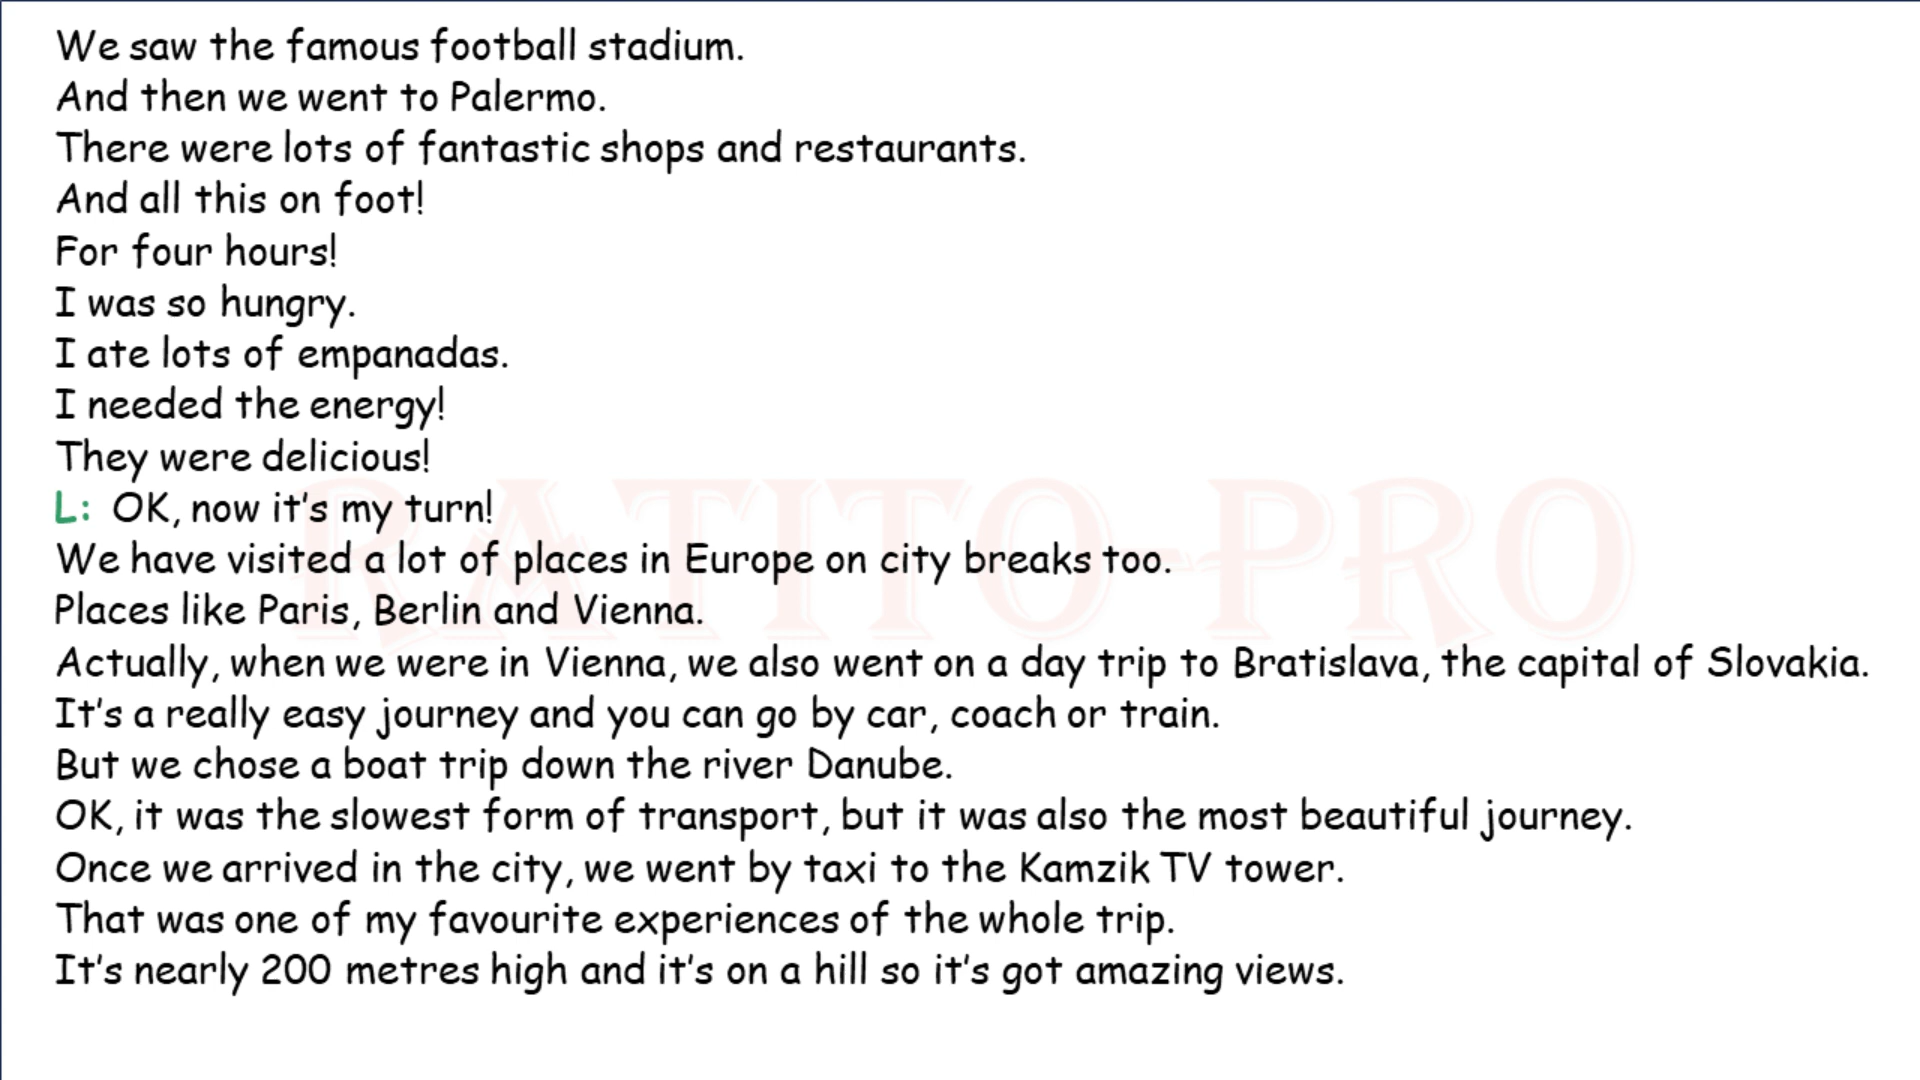 We saw the famous football stadium.
And then we went to Palermo.
There were lots of fantastic shops and restaurants.
And all this on foot!
For four hours!
I was so hungry.
I ate lots of empanadas.
I needed the energy!
They were delicious!
L: OK, now it's my turn!
We have visited a lot of places in Europe on city breaks too.
Places like Paris, Berlin and Vienna.
Actually, when we were in Vienna, we also went on a day trip to Bratislava, the capital of Slovakia.
It's a really easy journey and you can go by car, coach or train.
But we chose a boat trip down the river Danube.
OK, it was the slowest form of transport, but it was also the most beautiful journey.
Once we arrived in the city, we went by taxi to the Kamzik TV tower.
That was one of my favourite experiences of the whole trip.
It's nearly 200 metres high and it's on a hill so it's got amazing views.
RATITO-PRO